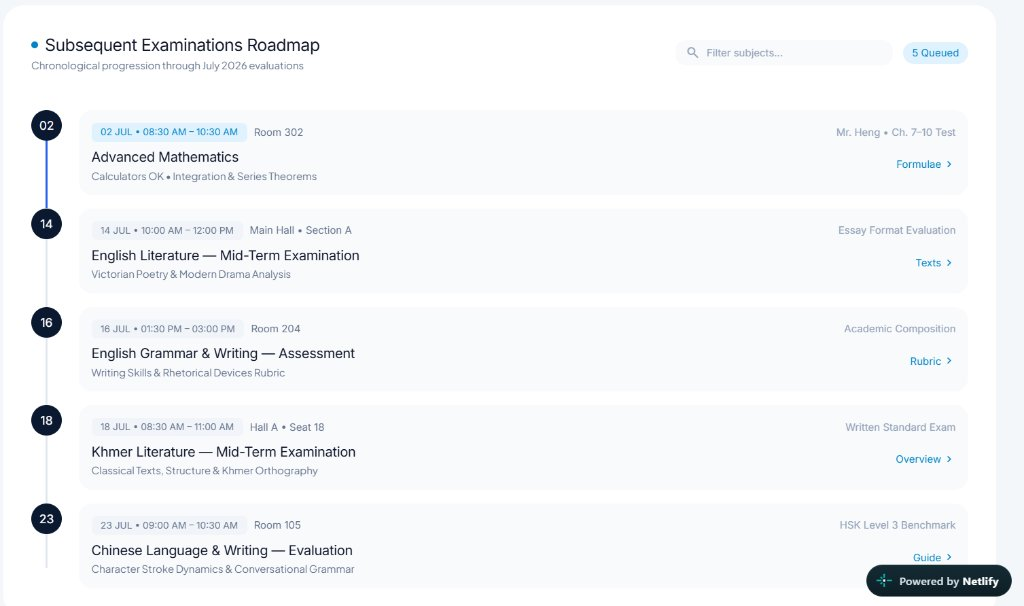 Subsequent Examinations Roadmap
Chronological progression through July 2026 evaluations
Filter subjects...
5 Queued
02
02 JUL • 08:30 AM – 10:30 AM Room 302
Mr. Heng • Ch. 7–10 Test
Advanced Mathematics
Formulae
Calculators OK • Integration & Series Theorems
14
14 JUL • 10:00 AM – 12:00 PM Main Hall • Section A
Essay Format Evaluation
English Literature — Mid-Term Examination
Texts
Victorian Poetry & Modern Drama Analysis
16
16 JUL • 01:30 PM – 03:00 PM Room 204
Academic Composition
English Grammar & Writing — Assessment
Rubric
Writing Skills & Rhetorical Devices Rubric
18
18 JUL • 08:30 AM – 11:00 AM Hall A • Seat 18
Written Standard Exam
Khmer Literature — Mid-Term Examination
Overview
Classical Texts, Structure & Khmer Orthography
23
23 JUL • 09:00 AM – 10:30 AM Room 105
HSK Level 3 Benchmark
Chinese Language & Writing — Evaluation
Guide
Character Stroke Dynamics & Conversational Grammar
Powered by Netlify